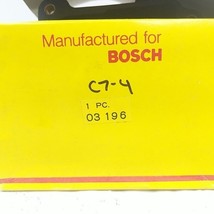 Manufactured for
BOSCH
C7-4
1 PC.
03 196